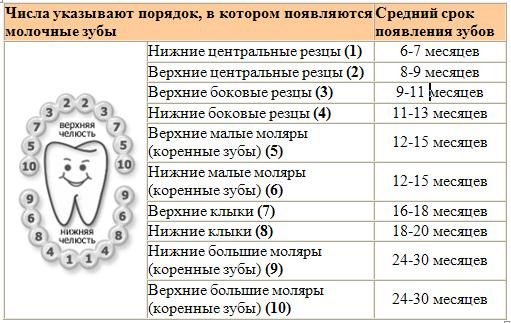 Числа указывают порядок, в котором появляются
молочные зубы
Средний срок
появления зубов
Нижние центральные резцы (1)
6-7 месяцев
Верхние центральные резцы (2)
8-9 месяцев
Верхние боковые резцы (3)
9-11 месяцев
Нижние боковые резцы (4)
11-13 месяцев
Верхние малые моляры
(коренные зубы) (5)
12-15 месяцев
Нижние малые моляры
(коренные зубы) (6)
12-15 месяцев
Верхние клыки (7)
16-18 месяцев
Нижние клыки (8)
18-20 месяцев
Нижние большие моляры
(коренные зубы) (9)
24-30 месяцев
Верхние большие моляры
(коренные зубы) (10)
24-30 месяцев
3 2 2 3
7 7
верхняя
челюсть
5 5
10 10
9 9
6 6
нижняя
челюсть
8 8
4 1 1 4